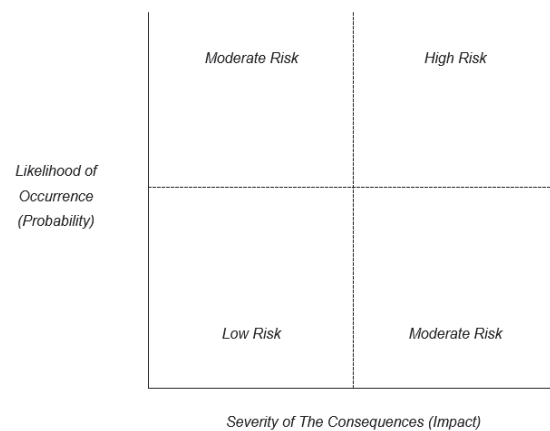 Moderate Risk
High Risk
Likelihood of
Occurrence
(Probability)
Low Risk
Moderate Risk
Severity of The Consequences (Impact)